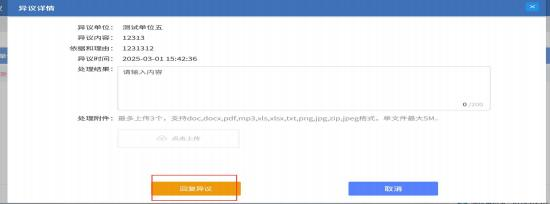 异议详情
异议单位： 测试单位五
异议内容： 12313
依据和理由： 1231312
异议时间： 2025-03-01 15:42:36
处理结果： 请输入内容
0 /200
处理附件： 最多上传3个，支持doc,docx,pdf,mp3,xls,xlsx,txt,png,jpg,zip,jpeg格式。单文件最大5M。
点击上传
回复异议
取消